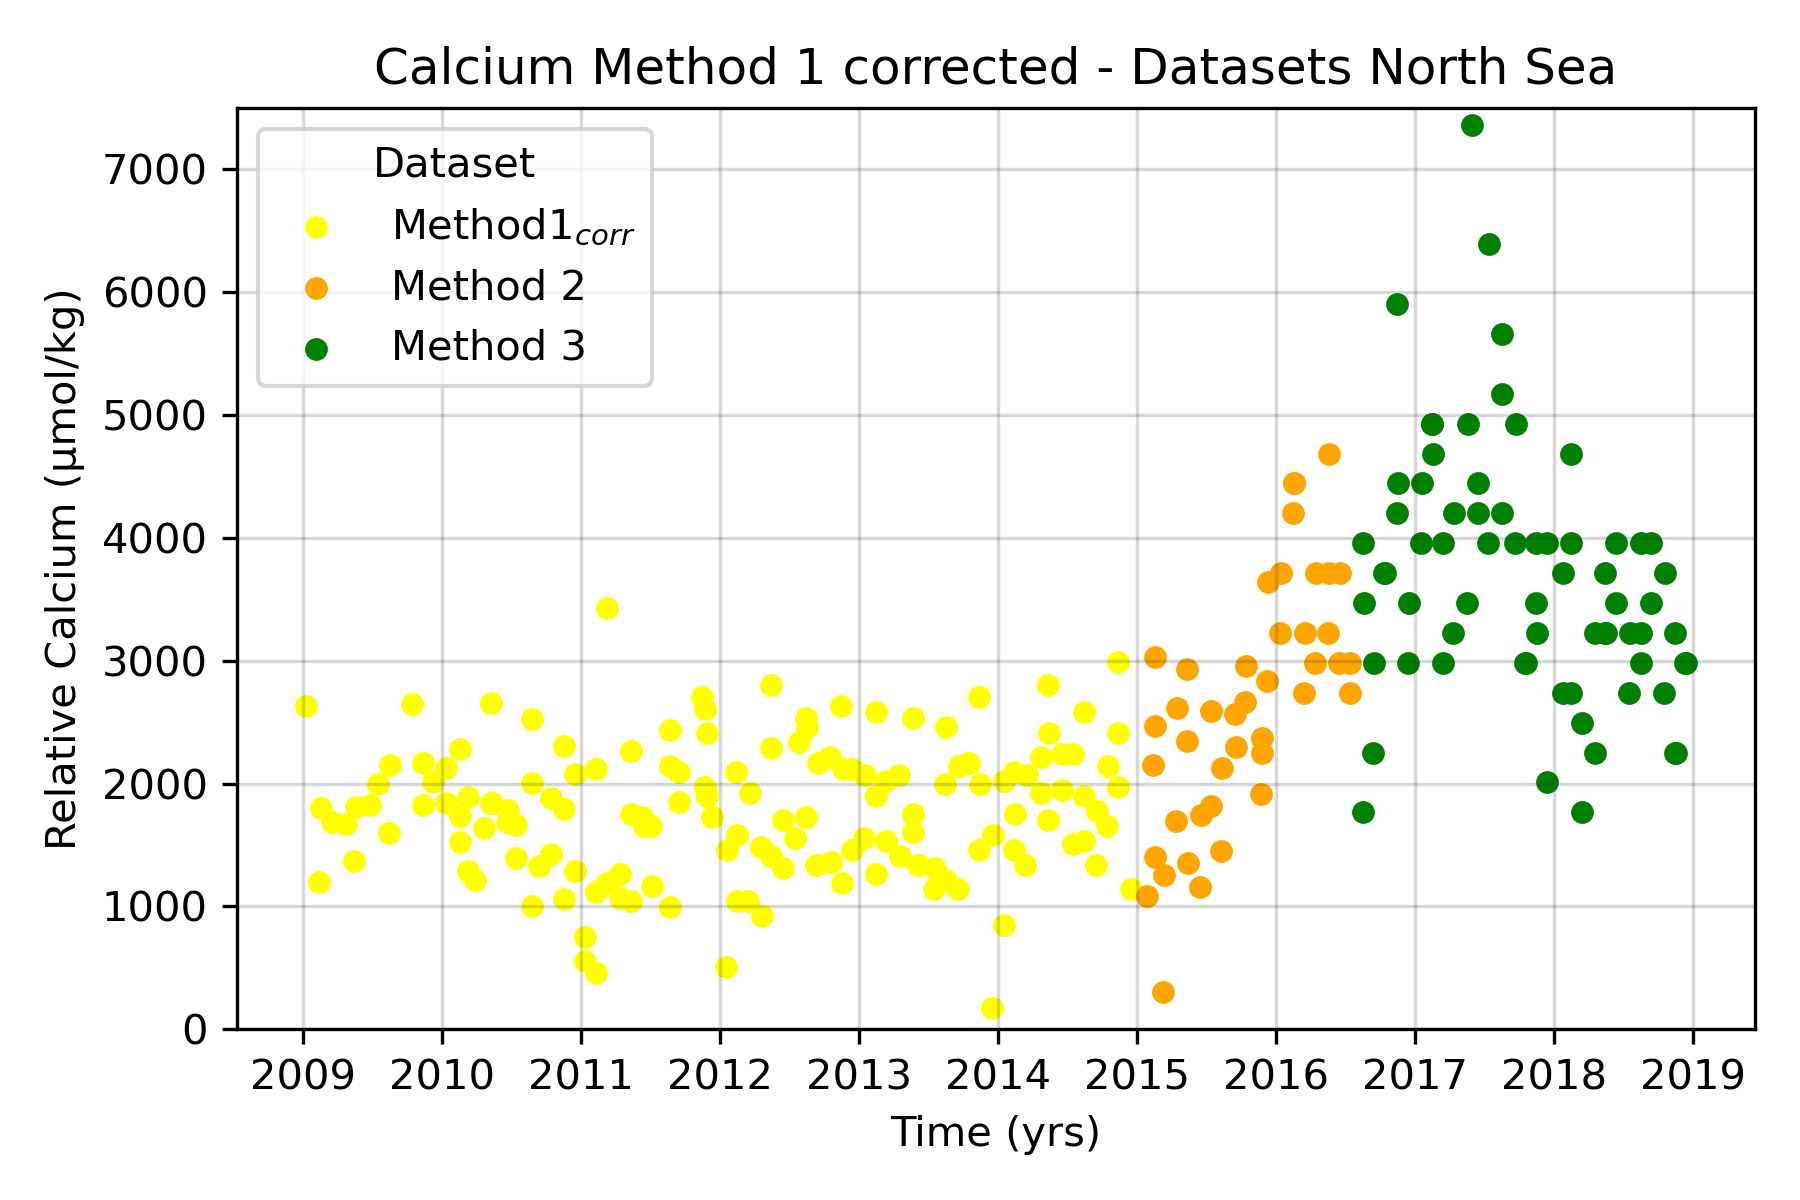 Calcium Method 1 corrected - Datasets North Sea
Dataset
Method1corr
Method 2
Method 3
Relative Calcium (µmol/kg)
7000
6000
5000
4000
3000
2000
1000
0
2009 2010 2011 2012 2013 2014 2015 2016 2017 2018 2019
Time (yrs)